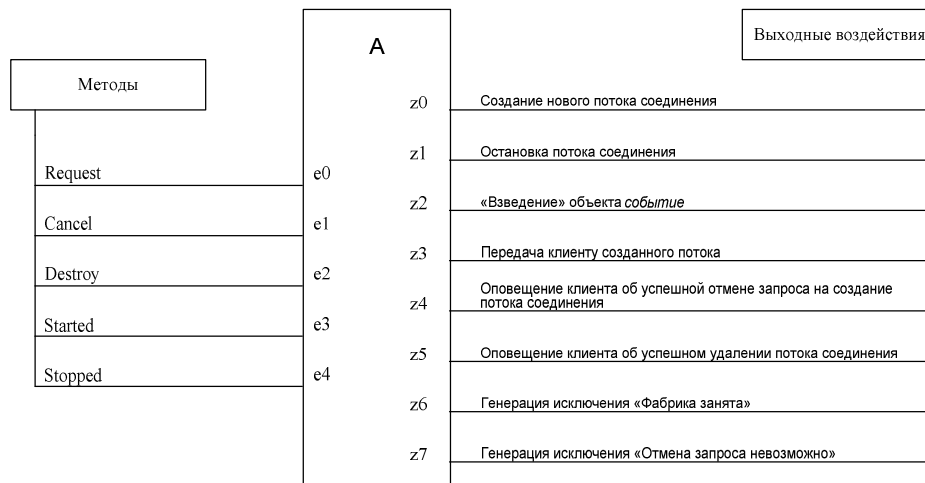 A
Выходные воздействия
Методы
z0 Создание нового потока соединения
z1 Остановка потока соединения
Request e0
z2 «Взведение» объекта событие
Cancel e1
z3 Передача клиенту созданного потока
Destroy e2
z4 Оповещение клиента об успешной отмене запроса на создание
потока соединения
Started e3
z5 Оповещение клиента об успешном удалении потока соединения
Stopped e4
z6 Генерация исключения «Фабрика занята»
z7 Генерация исключения «Отмена запроса невозможно»